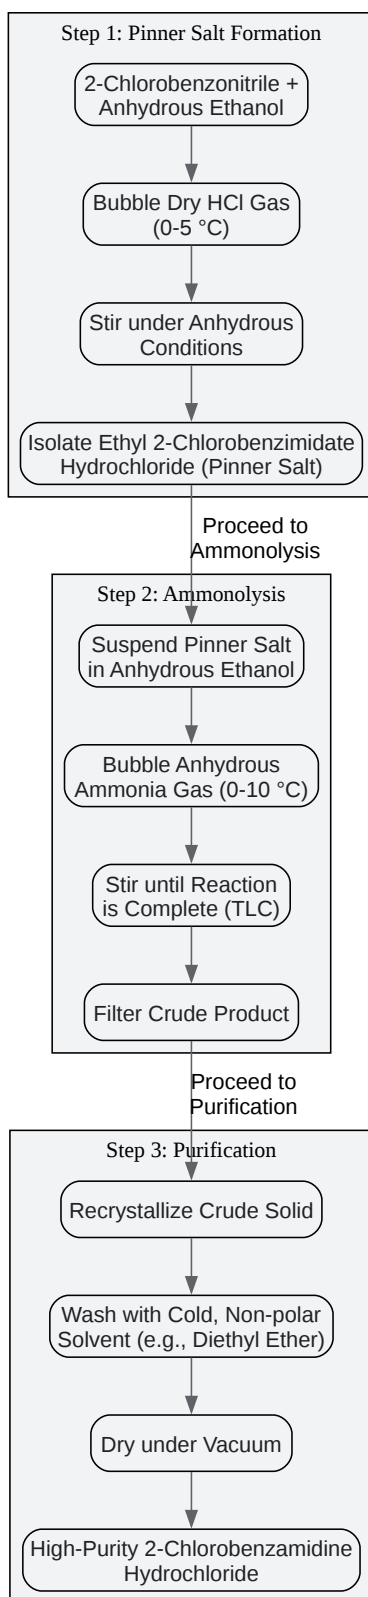 Step 1: Pinner Salt Formation
2-Chlorobenzonitrile +
Anhydrous Ethanol
Bubble Dry HCl Gas
(0-5 °C)
Stir under Anhydrous
Conditions
Isolate Ethyl 2-Chlorobenzimidate
Hydrochloride (Pinner Salt)
Proceed to
Ammonolysis
Step 2: Ammonolysis
Suspend Pinner Salt
in Anhydrous Ethanol
Bubble Anhydrous
Ammonia Gas (0-10 °C)
Stir until Reaction
is Complete (TLC)
Filter Crude Product
Proceed to
Purification
Step 3: Purification
Recrystallize Crude Solid
Wash with Cold, Non-polar
Solvent (e.g., Diethyl Ether)
Dry under Vacuum
High-Purity 2-Chlorobenzamidine
Hydrochloride